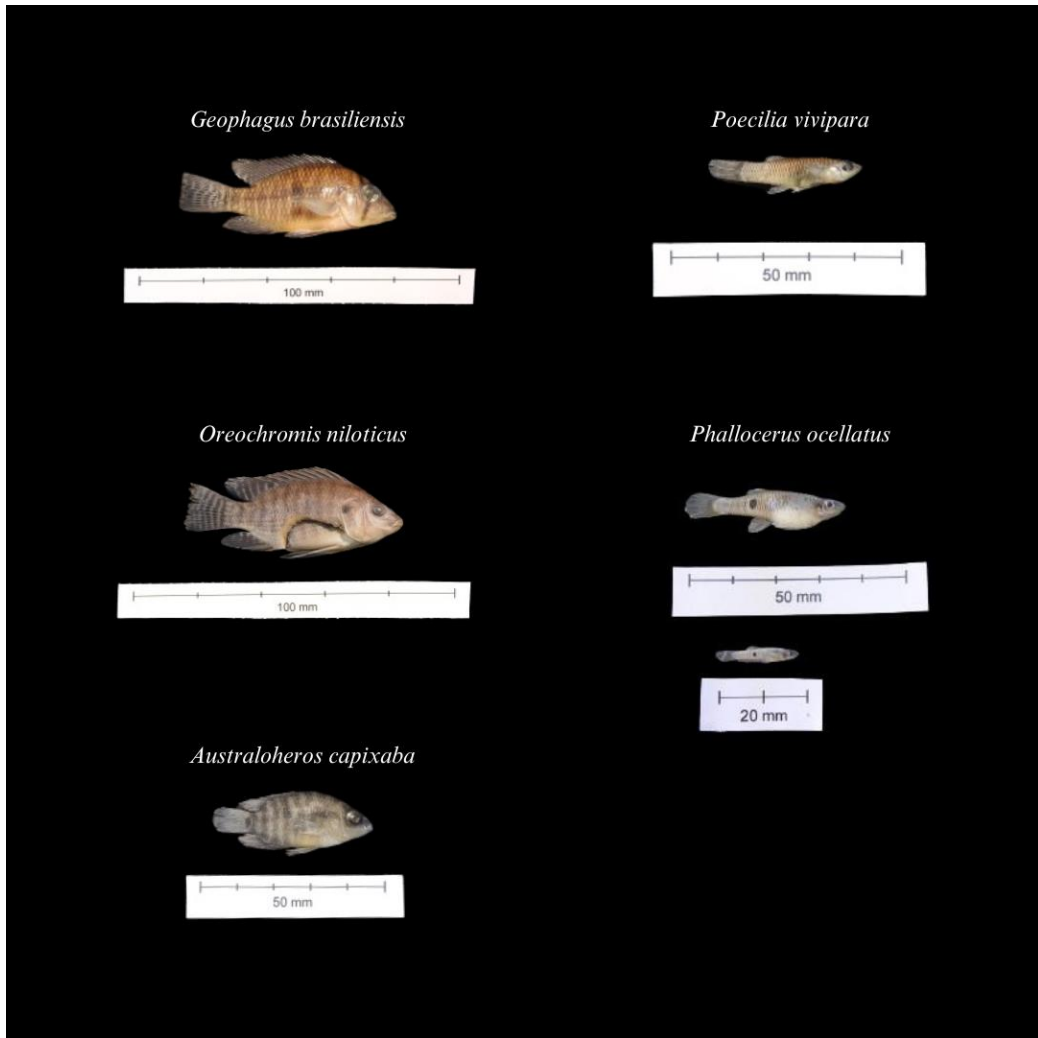 Geophagus brasiliensis
100 mm
Oreochromis niloticus
100 mm
Australoheros capixaba
50 mm
Poecilia vivipara
50 mm
Phallocerus ocellatus
50 mm
20 mm